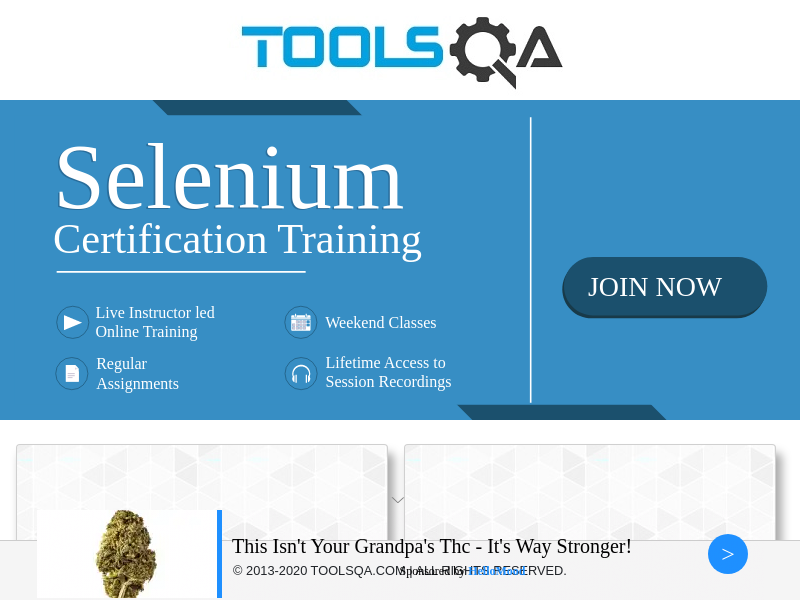 TOOLSQA
Selenium
Certification Training
Live Instructor led
Online Training
Weekend Classes
Regular
Assignments
Lifetime Access to
Session Recordings
JOIN NOW
This Isn't Your Grandpa's Thc - It's Way Stronger!
© 2013-2020 TOOLSQA.COM | ALL RIGHTS RESERVED.
Sponsored by
>